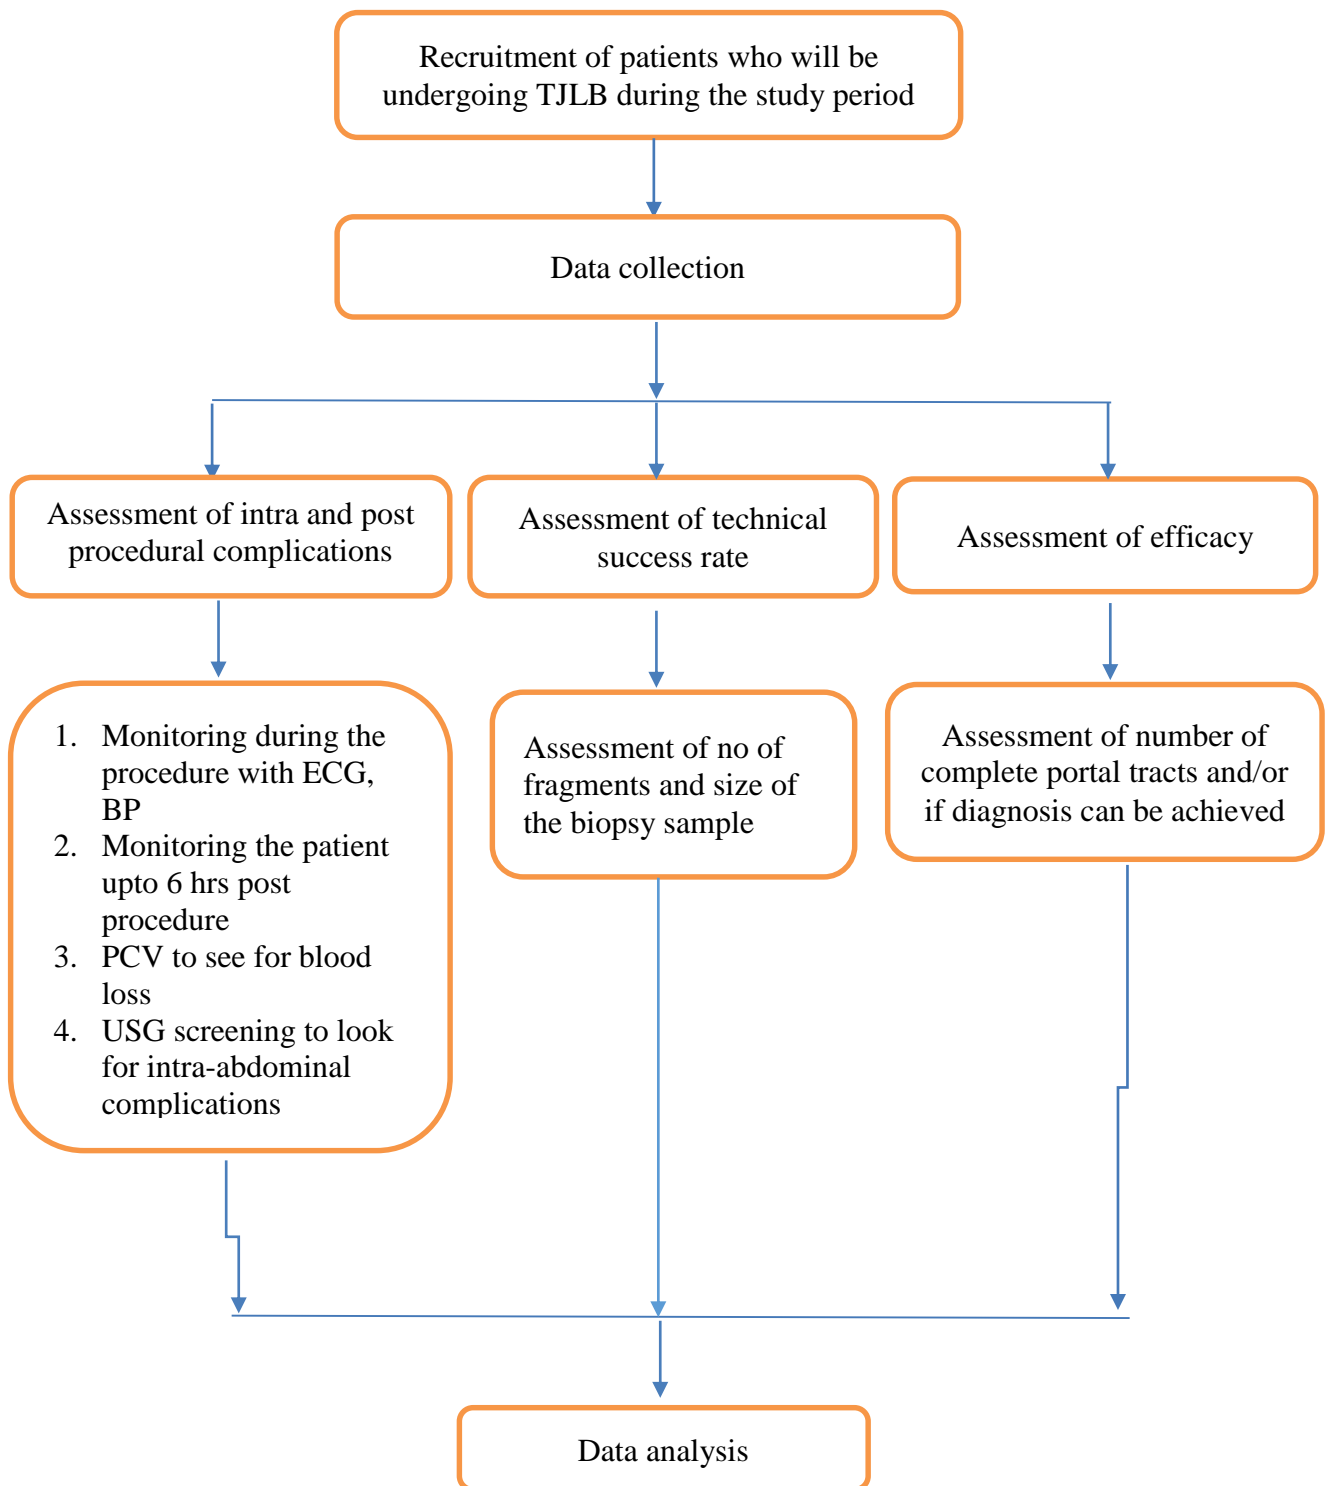 Recruitment of patients who will be
undergoing TJLB during the study period
Data collection
Assessment of intra and post
procedural complications
Assessment of technical
success rate
Assessment of efficacy
1. Monitoring during the
procedure with ECG,
BP
2. Monitoring the patient
upto 6 hrs post
procedure
3. PCV to see for blood
loss
4. USG screening to look
for intra-abdominal
complications
Assessment of no of
fragments and size of
the biopsy sample
Assessment of number of
complete portal tracts and/or
if diagnosis can be achieved
Data analysis